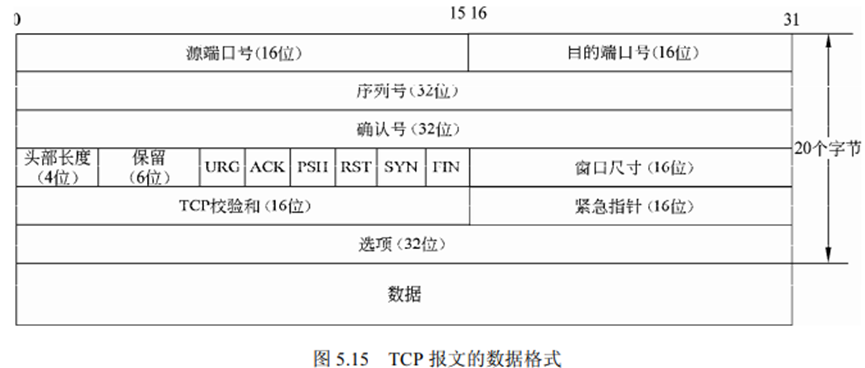 0 15 16 31
源端口号(16位) 目的端口号(16位)
序列号(32位)
确认号(32位)
头部长度 保留 URG ACK PSH RST SYN FIN 窗口尺寸(16位)
(4位) (6位)
20个字节
TCP校验和(16位) 紧急指针(16位)
选项(32位)
数据
图 5.15 TCP 报文的数据格式